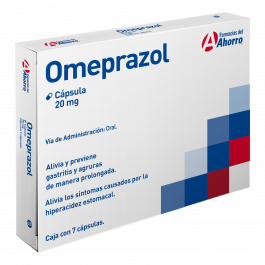 Farmacias del
Ahorro
Omeprazol
Cápsula
20 mg
Vía de Administración: Oral.
Alivia y previene
gastritis y agruras
de manera prolongada.
Alivia los síntomas causados por la
hiperacidez estomacal.
Caja con 7 cápsulas.
Omeprazol